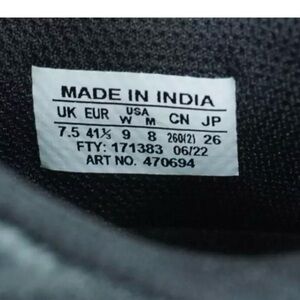 MADE IN INDIA
UK EUR USA W M CN JP
7.5 41⅓ 9 8 260(2) 26
FTY: 171383 06/22
ART NO. 470694